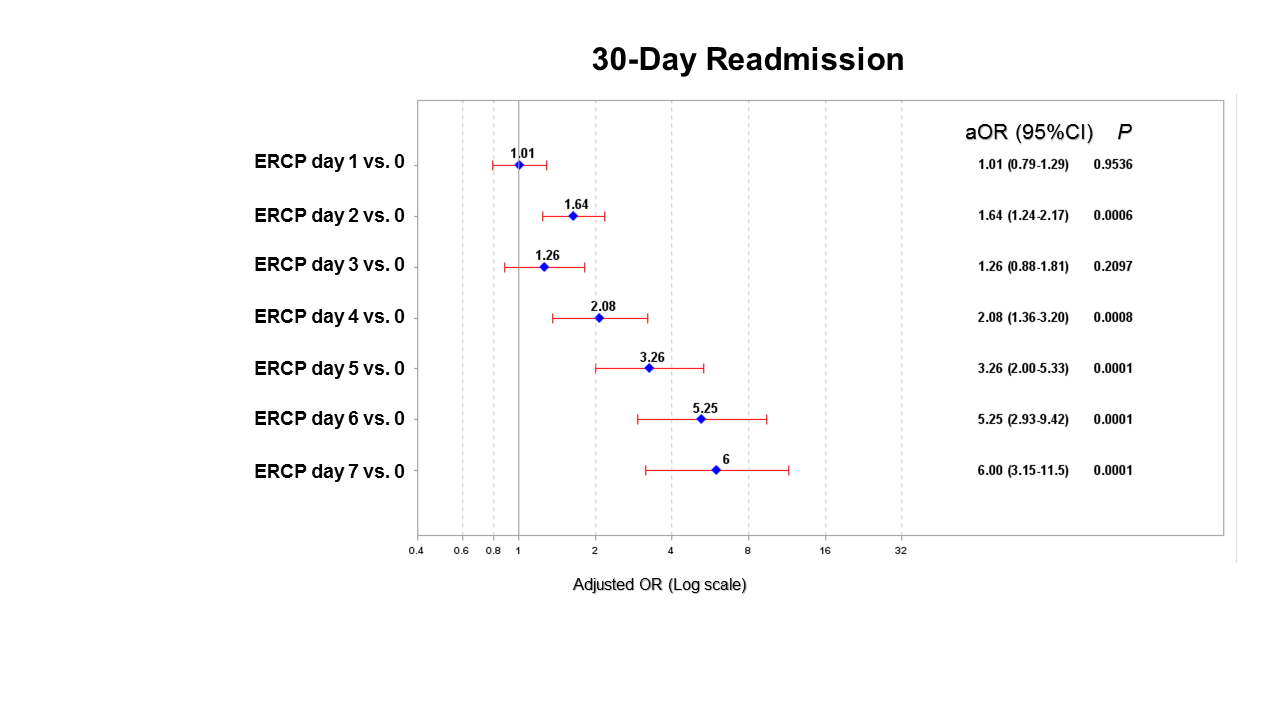 30-Day Readmission
aOR (95%CI) P
ERCP day 1 vs. 0 1.01 1.01 (0.79-1.29) 0.9536
ERCP day 2 vs. 0 1.64 1.64 (1.24-2.17) 0.0006
ERCP day 3 vs. 0 1.26 1.26 (0.88-1.81) 0.2097
ERCP day 4 vs. 0 2.08 2.08 (1.36-3.20) 0.0008
ERCP day 5 vs. 0 3.26 3.26 (2.00-5.33) 0.0001
ERCP day 6 vs. 0 5.25 5.25 (2.93-9.42) 0.0001
ERCP day 7 vs. 0 6 6.00 (3.15-11.5) 0.0001
0.4 0.6 0.8 1 2 4 8 16 32
Adjusted OR (Log scale)